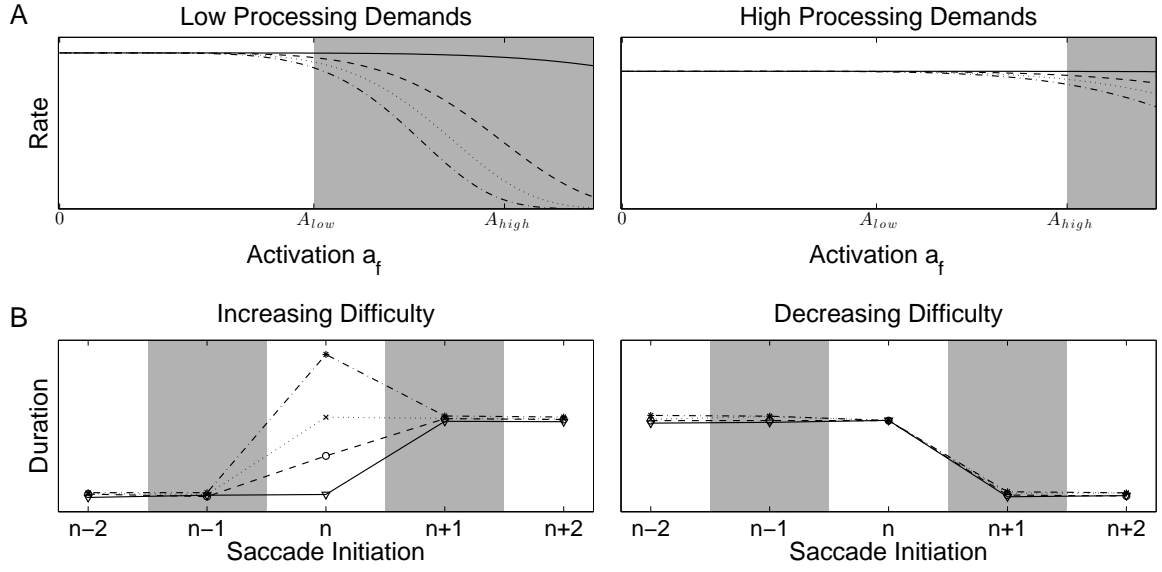 A
Low Processing Demands
High Processing Demands
Rate
0
A_low
A_high
0
A_low
A_high
Activation a_f
Activation a_f
B
Increasing Difficulty
Decreasing Difficulty
Duration
n−2
n−1
n
n+1
n+2
n−2
n−1
n
n+1
n+2
Saccade Initiation
Saccade Initiation